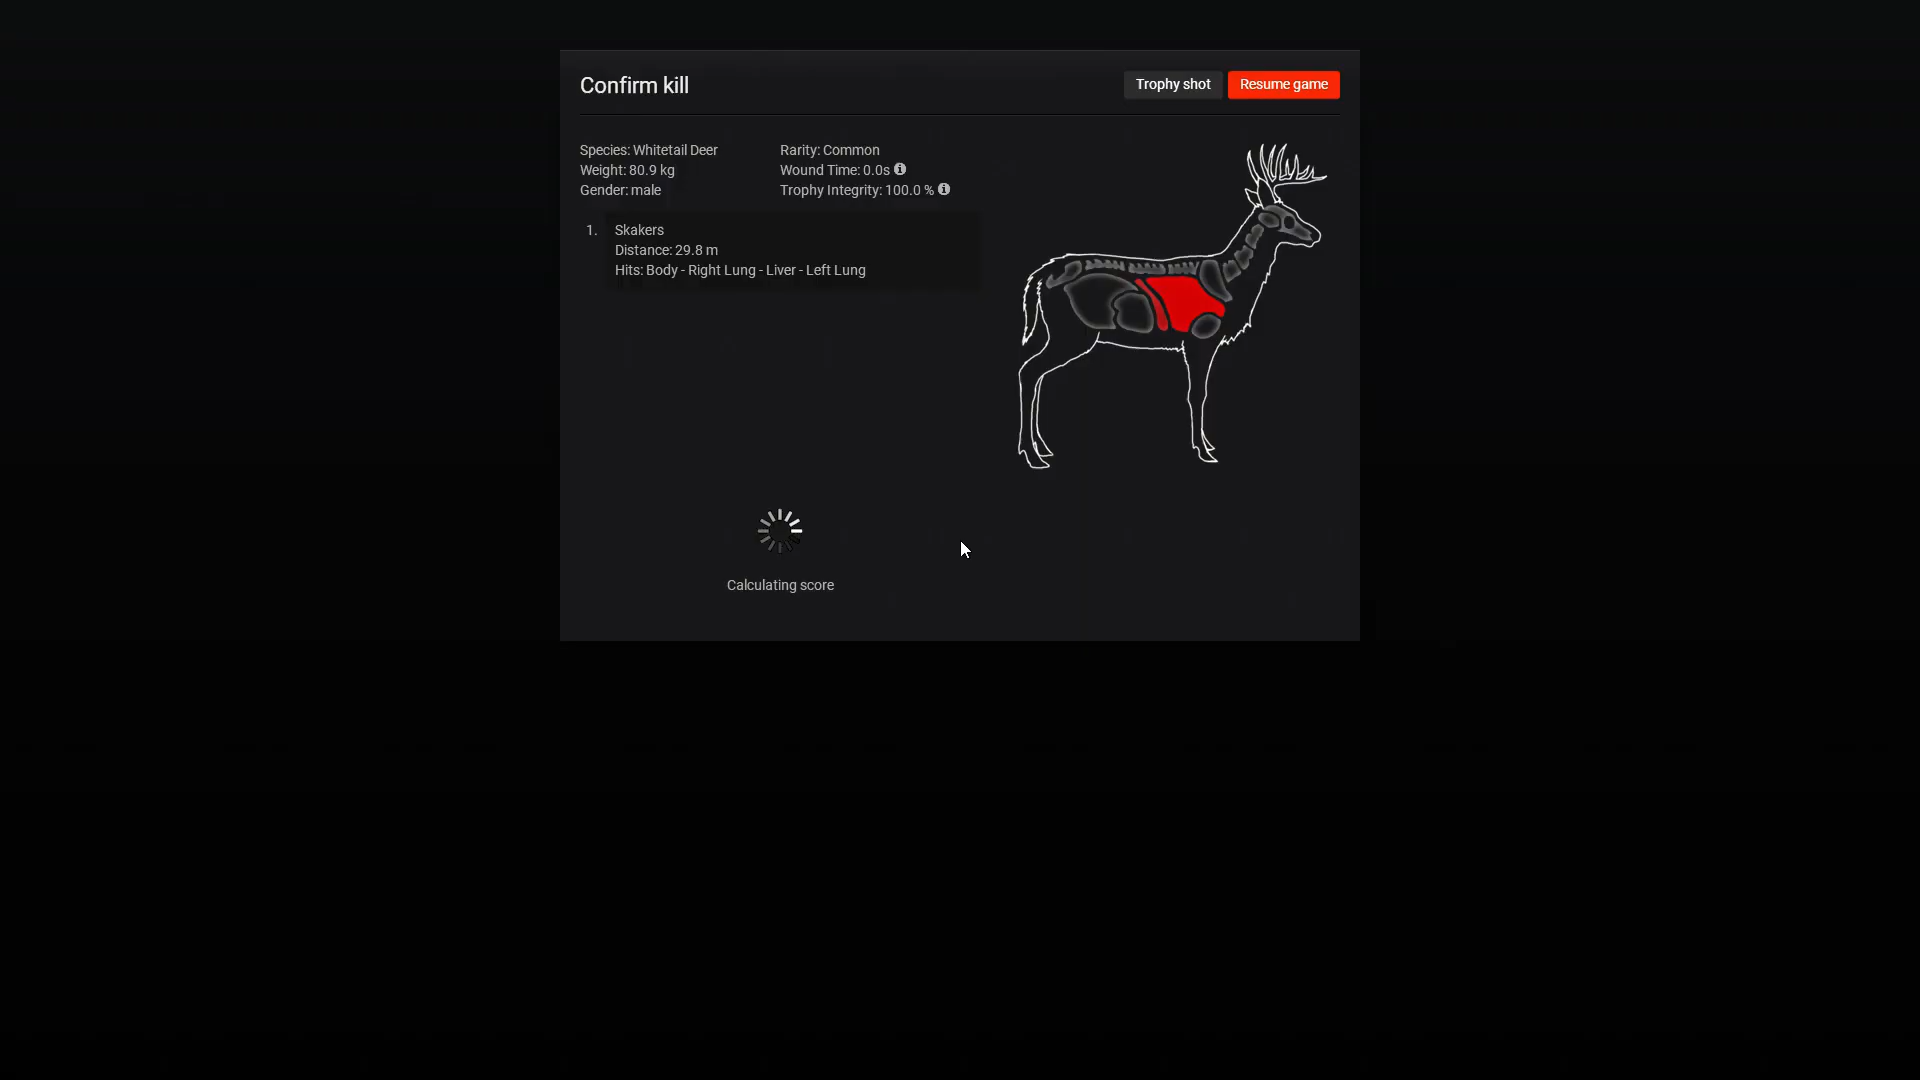 Confirm kill
Trophy shot
Resume game
Species: Whitetail Deer
Weight: 80.9 kg
Gender: male
Rarity: Common
Wound Time: 0.0s
Trophy Integrity: 100.0 %
1. Skakers
Distance: 29.8 m
Hits: Body - Right Lung - Liver - Left Lung
Calculating score